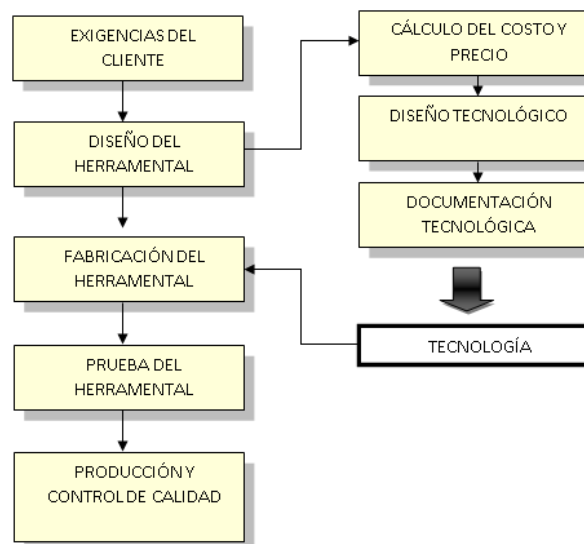 EXIGENCIAS DEL
CLIENTE
DISEÑO DEL
HERRAMENTAL
FABRICACIÓN DEL
HERRAMENTAL
PRUEBA DEL
HERRAMENTAL
PRODUCCIÓN Y
CONTROL DE CALIDAD
CÁLCULO DEL COSTO Y
PRECIO
DISEÑO TECNOLÓGICO
DOCUMENTACIÓN
TECNOLÓGICA
TECNOLOGÍA